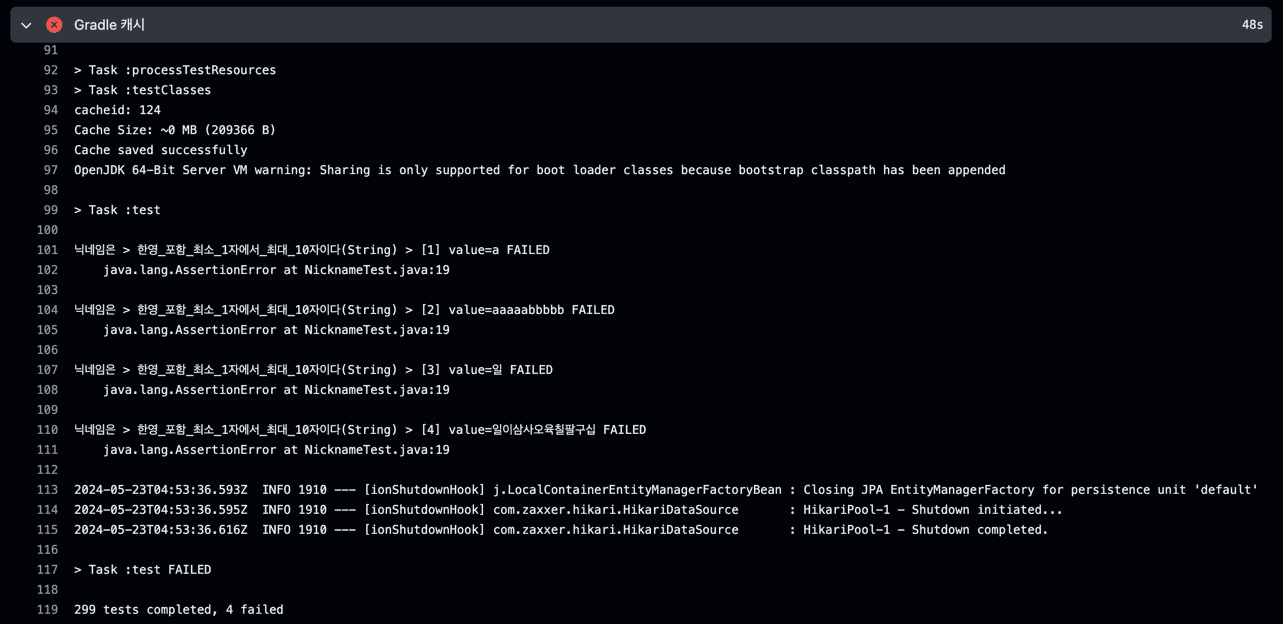 Gradle 캐시 48s
91
92 > Task :processTestResources
93 > Task :testClasses
94 cacheid: 124
95 Cache Size: ~0 MB (209366 B)
96 Cache saved successfully
97 OpenJDK 64-Bit Server VM warning: Sharing is only supported for boot loader classes because bootstrap classpath has been appended
98
99 > Task :test
100
101 닉네임은 > 한영_포함_최소_1자에서_최대_10자이다(String) > [1] value=a FAILED
102 java.lang.AssertionError at NicknameTest.java:19
103
104 닉네임은 > 한영_포함_최소_1자에서_최대_10자이다(String) > [2] value=aaaaabbbbb FAILED
105 java.lang.AssertionError at NicknameTest.java:19
106
107 닉네임은 > 한영_포함_최소_1자에서_최대_10자이다(String) > [3] value=일 FAILED
108 java.lang.AssertionError at NicknameTest.java:19
109
110 닉네임은 > 한영_포함_최소_1자에서_최대_10자이다(String) > [4] value=일이삼사오육칠팔구십 FAILED
111 java.lang.AssertionError at NicknameTest.java:19
112
113 2024-05-23T04:53:36.593Z INFO 1910 --- [ionShutdownHook] j.LocalContainerEntityManagerFactoryBean : Closing JPA EntityManagerFactory for persistence unit 'default'
114 2024-05-23T04:53:36.595Z INFO 1910 --- [ionShutdownHook] com.zaxxer.hikari.HikariDataSource : HikariPool-1 - Shutdown initiated...
115 2024-05-23T04:53:36.616Z INFO 1910 --- [ionShutdownHook] com.zaxxer.hikari.HikariDataSource : HikariPool-1 - Shutdown completed.
116
117 > Task :test FAILED
118
119 299 tests completed, 4 failed